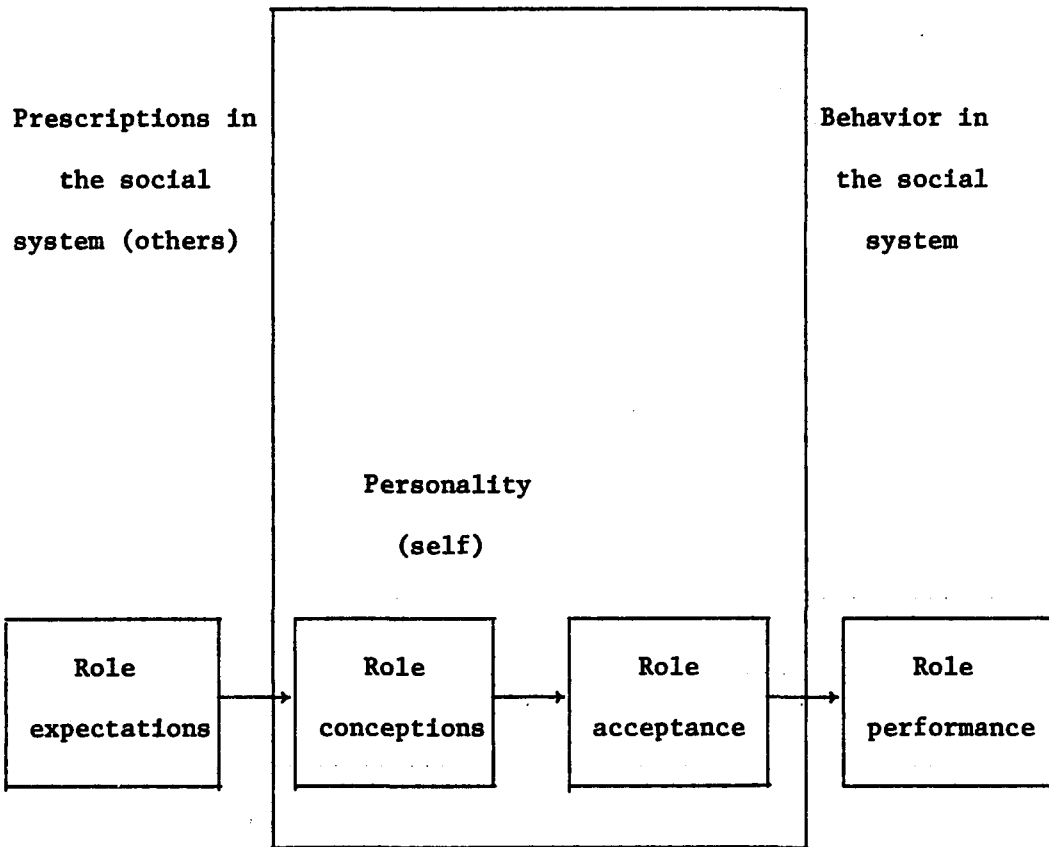 Prescriptions in
the social
system (others)
Behavior in
the social
system
Personality
(self)
Role
expectations
Role
conceptions
Role
acceptance
Role
performance